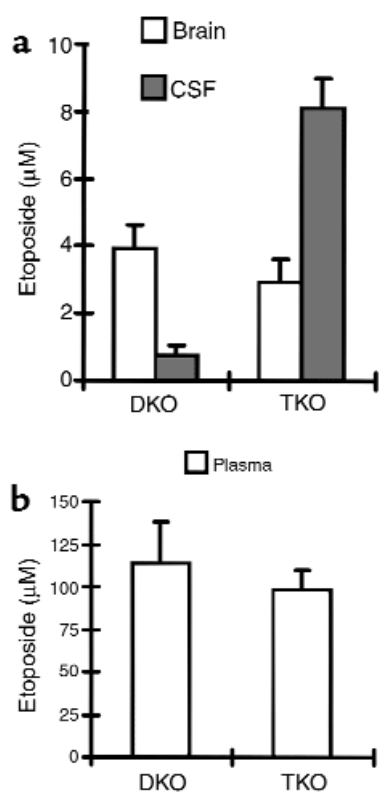 a
Brain
CSF
Etoposide (µM)
10
8
6
4
2
0
DKO
TKO
b
Plasma
Etoposide (µM)
150
125
100
75
50
25
0
DKO
TKO